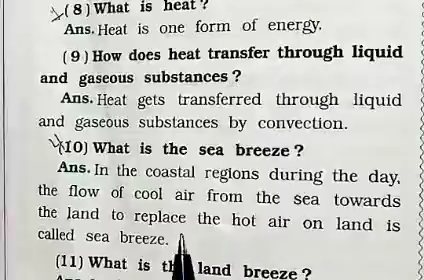 (8) What is heat?
Ans. Heat is one form of energy.
(9) How does heat transfer through liquid
and gaseous substances?
Ans. Heat gets transferred through liquid
and gaseous substances by convection.
(10) What is the sea breeze?
Ans. In the coastal regions during the day,
the flow of cool air from the sea towards
the land to replace the hot air on land is
called sea breeze.
(11) What is land breeze?